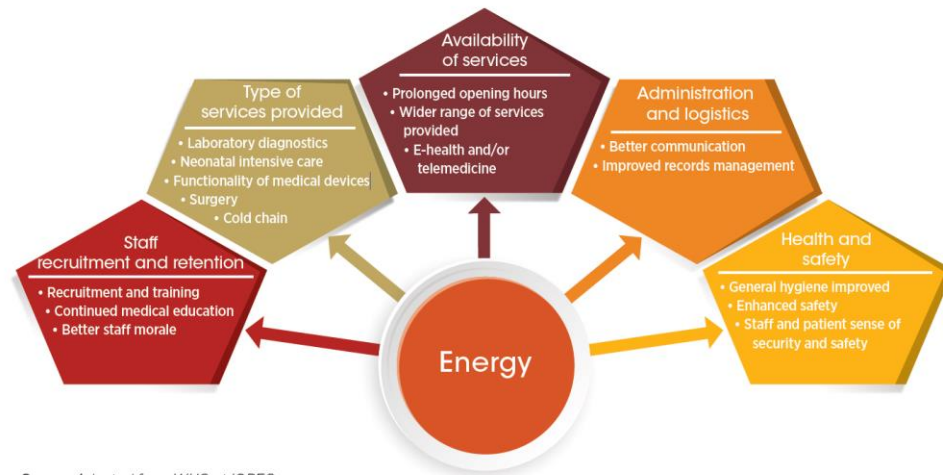 Availability
of services
• Prolonged opening hours
• Wider range of services
provided
• E-health and/or
telemedicine
Type of
services provided
• Laboratory diagnostics
• Neonatal intensive care
• Functionality of medical devices
• Surgery
• Cold chain
Administration
and logistics
• Better communication
• Improved records management
Staff
recruitment and retention
• Recruitment and training
• Continued medical education
• Better staff morale
Health and
safety
• General hygiene improved
• Enhanced safety
• Staff and patient sense of
security and safety
Energy